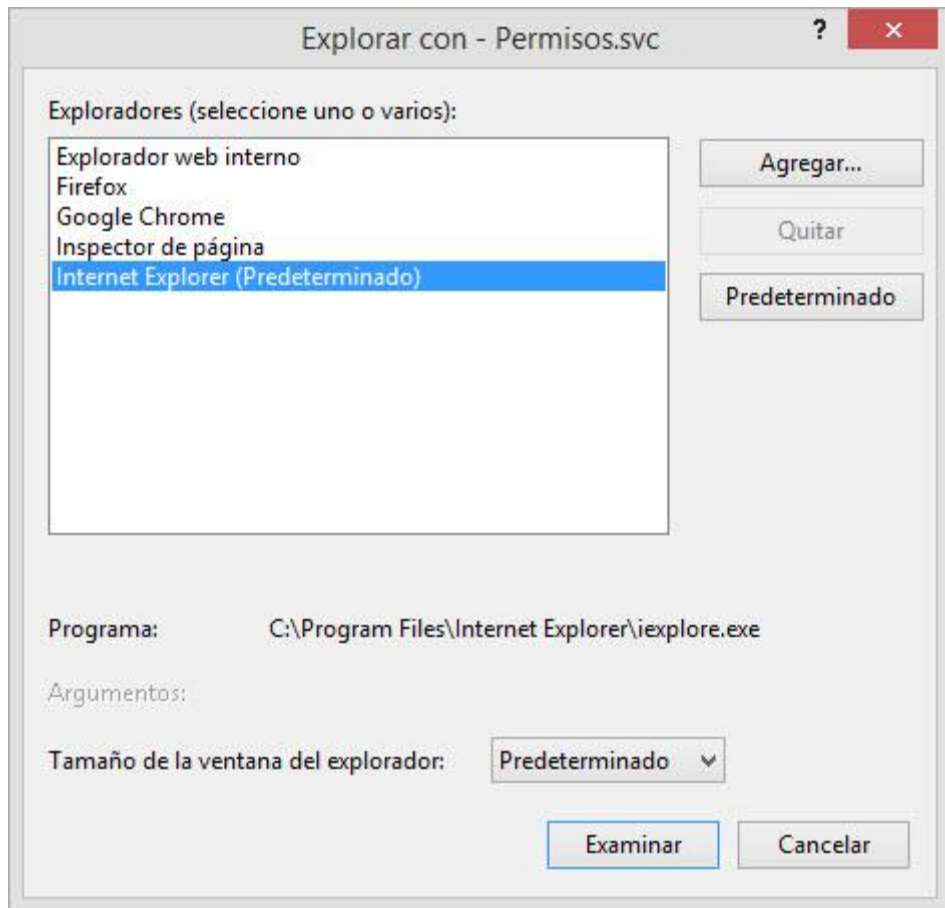 Explorar con - Permisos.svc
?
×
Exploradores (seleccione uno o varios):
Explorador web interno
Firefox
Google Chrome
Inspector de página
Internet Explorer (Predeterminado)
Agregar...
Quitar
Predeterminado
Programa: C:\Program Files\Internet Explorer\iexplore.exe
Argumentos:
Tamaño de la ventana del explorador: Predeterminado
Examinar Cancelar